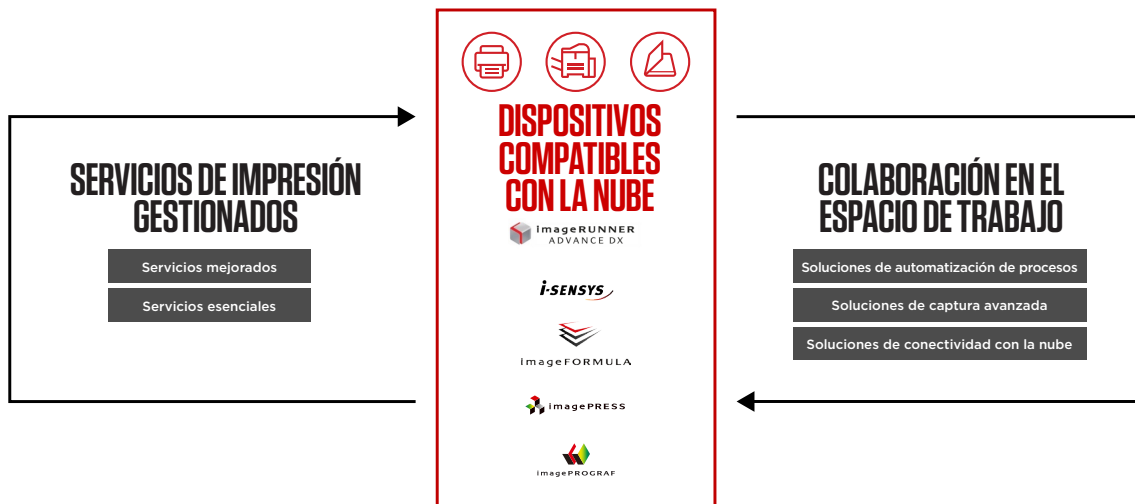 SERVICIOS DE IMPRESIÓN
GESTIONADOS
Servicios mejorados
Servicios esenciales
DISPOSITIVOS
COMPATIBLES
CON LA NUBE
imageRUNNER
ADVANCE DX
i-SENSYS
imageFORMULA
imagePRESS
imagePROGRAF
COLABORACIÓN EN EL
ESPACIO DE TRABAJO
Soluciones de automatización de procesos
Soluciones de captura avanzada
Soluciones de conectividad con la nube